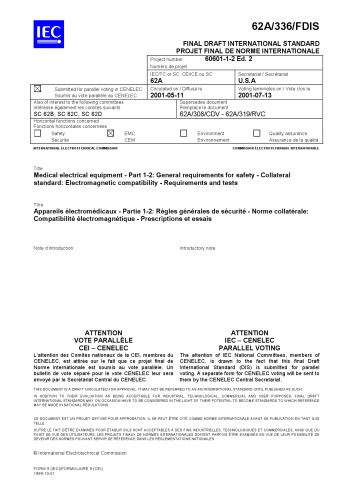 62A/336/FDIS
IEC
FINAL DRAFT INTERNATIONAL STANDARD
PROJET FINAL DE NORME INTERNATIONALE
Project number 60601-1-2 Ed. 2
Numéro de projet
IEC/TC or SC CEI/CE ou SC
62A
Secretariat / Secrétariat
U.S.A
Submitted for parallel voting in CENELEC
Soumis au vote parallèle au CENELEC
Circulated on / Diffusé le
2001-05-11
Voting terminates on / Vote clos le
2001-07-13
Also of interest to the following committees
Intéresse également les comités suivants
SC 62B, SC 62C, SC 62D
Supersedes document
Remplace le document
62A/308/CDV - 62A/319/RVC
Horizontal functions concerned
Fonctions horizontales concernées
Safety
Sécurité
EMC
CEM
Environment
Environnement
Quality assurance
Assurance de la qualité
INTERNATIONAL ELECTROTECHNICAL COMMISSION
COMMISSION ÉLECTROTECHNIQUE INTERNATIONALE
Title
Medical electrical equipment - Part 1-2: General requirements for safety - Collateral
standard: Electromagnetic compatibility - Requirements and tests
Titre
Appareils électromédicaux - Partie 1-2: Règles générales de sécurité - Norme collatérale:
Compatibilité électromagnétique - Prescriptions et essais
Note d'introduction
Introductory note
ATTENTION
VOTE PARALLÈLE
CEI – CENELEC
L'attention des Comités nationaux de la CEI, membres du
CENELEC, est attirée sur le fait que ce projet final de
Norme internationale est soumis au vote parallèle. Un
bulletin de vote séparé pour le vote CENELEC leur sera
envoyé par le Secrétariat Central du CENELEC.
ATTENTION
IEC – CENELEC
PARALLEL VOTING
The attention of IEC National Committees, members of
CENELEC, is drawn to the fact that this final Draft
International Standard (DIS) is submitted for parallel
voting. A separate form for CENELEC voting will be sent to
them by the CENELEC Central Secretariat.
THIS DOCUMENT IS A DRAFT CIRCULATED FOR APPROVAL. IT MAY NOT BE REFERRED TO AS AN INTERNATIONAL STANDARD UNTIL PUBLISHED AS SUCH.
IN ADDITION TO THEIR EVALUATION AS BEING ACCEPTABLE FOR INDUSTRIAL, TECHNOLOGICAL, COMMERCIAL AND USER PURPOSES, FINAL DRAFT
INTERNATIONAL STANDARDS MAY ON OCCASION HAVE TO BE CONSIDERED IN THE LIGHT OF THEIR POTENTIAL TO BECOME STANDARDS TO WHICH REFERENCE
MAY BE MADE IN NATIONAL REGULATIONS.
CE DOCUMENT EST UN PROJET DIFFUSÉ POUR APPROBATION. IL NE PEUT ÊTRE CITÉ COMME NORME INTERNATIONALE AVANT SA PUBLICATION EN TANT QUE
TELLE.
OUTRE LE FAIT D'ÊTRE EXAMINÉS POUR ÉTABLIR S'ILS SONT ACCEPTABLES À DES FINS INDUSTRIELLES, TECHNOLOGIQUES ET COMMERCIALES, AINSI QUE DU
POINT DE VUE DES UTILISATEURS, LES PROJETS FINAUX DE NORMES INTERNATIONALES DOIVENT PARFOIS ÊTRE EXAMINÉS EN VUE DE LEUR POSSIBILITÉ DE
DEVENIR DES NORMES POUVANT SERVIR DE RÉFÉRENCE DANS LES RÈGLEMENTATIONS NATIONALES.
© International Electrotechnical Commission
FORM 8 (IEC)/FORMULAIRE 8 (CEI)
1999-10-01